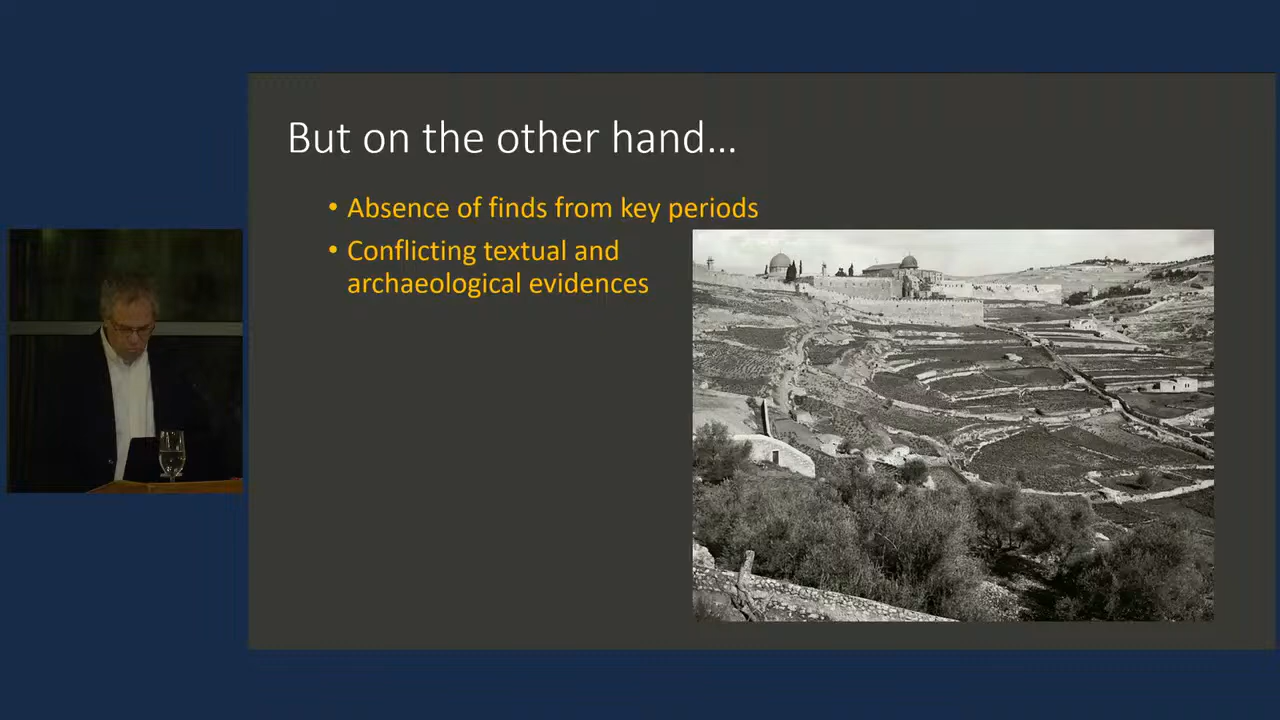 But on the other hand...
• Absence of finds from key periods
• Conflicting textual and
archaeological evidences